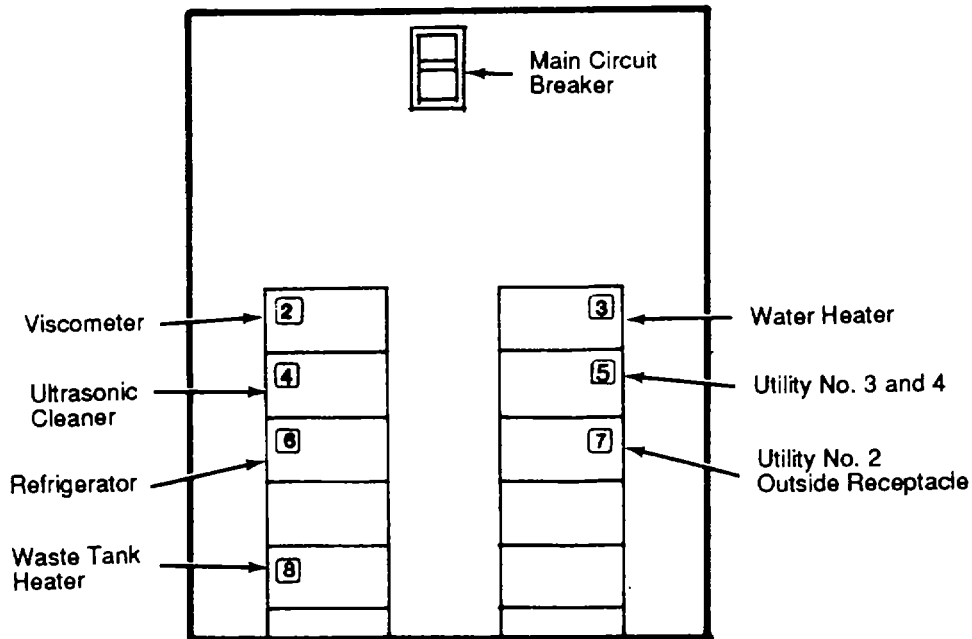 Main Circuit
Breaker
2
3
Viscometer
Water Heater
4
5
Ultrasonic
Cleaner
Utility No. 3 and 4
6
7
Refrigerator
Utility No. 2
Outside Receptacle
Waste Tank
Heater
8